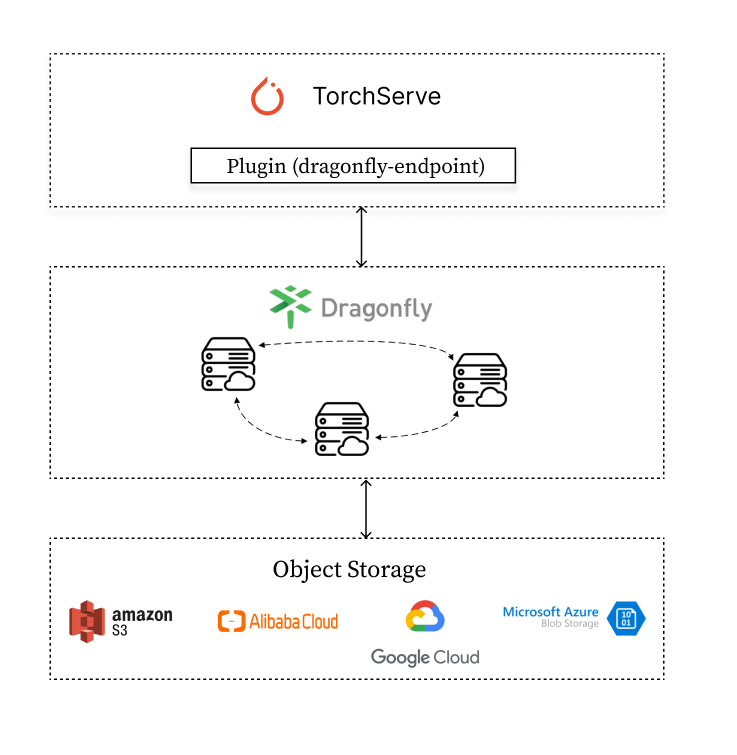 TorchServe
Plugin (dragonfly-endpoint)
Dragonfly
Object Storage
amazon
S3
Alibaba Cloud
Google Cloud
Microsoft Azure
Blob Storage
10
01